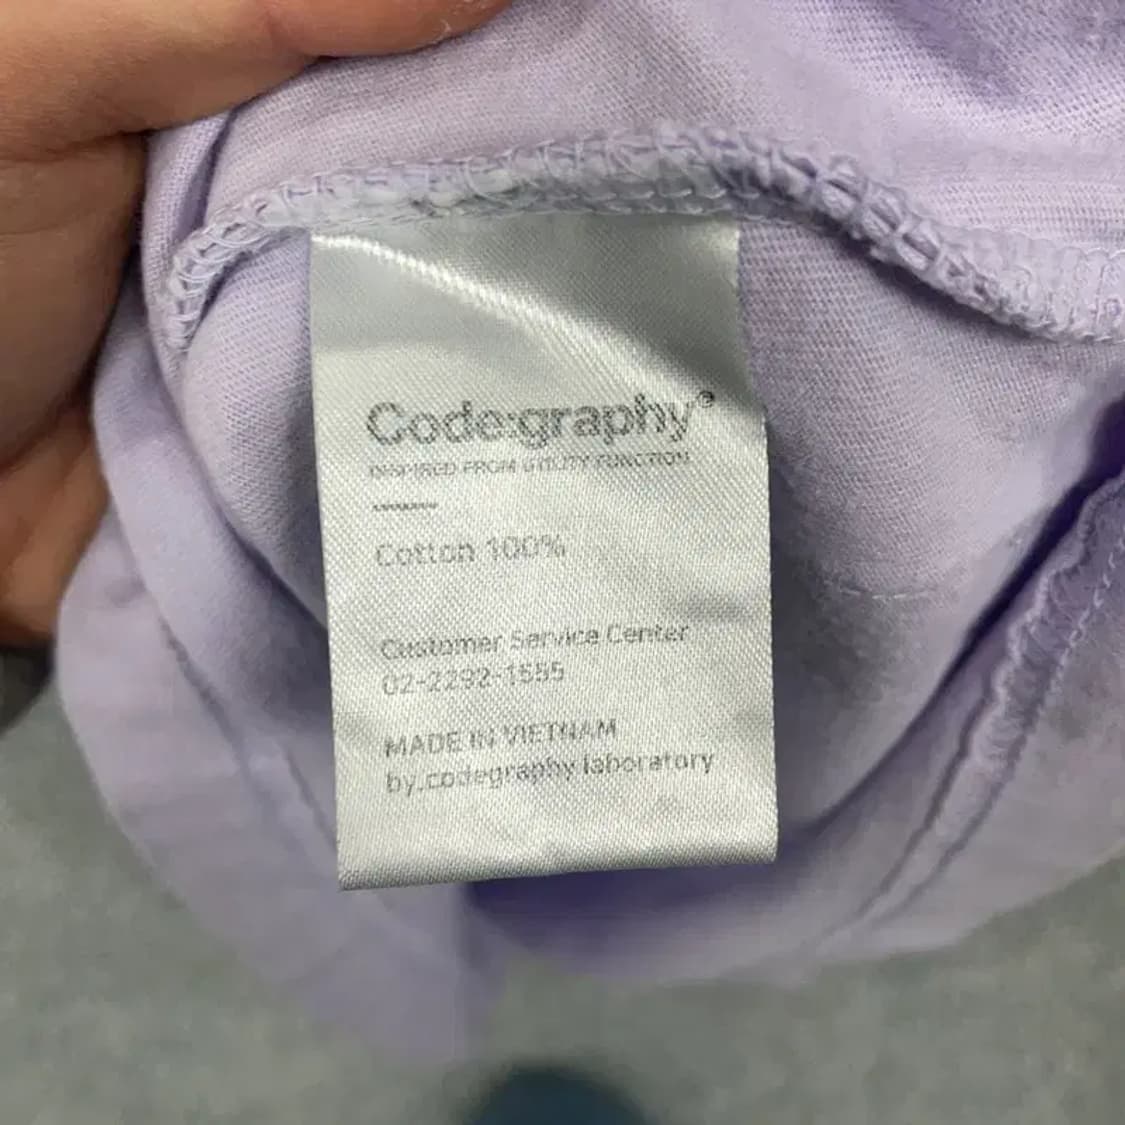 Code:graphy®
INSPIRED FROM UTILITY FUNCTION
Cotton 100%
Customer Service Center
02-2292-1555
MADE IN VIETNAM
by.codegraphy laboratory